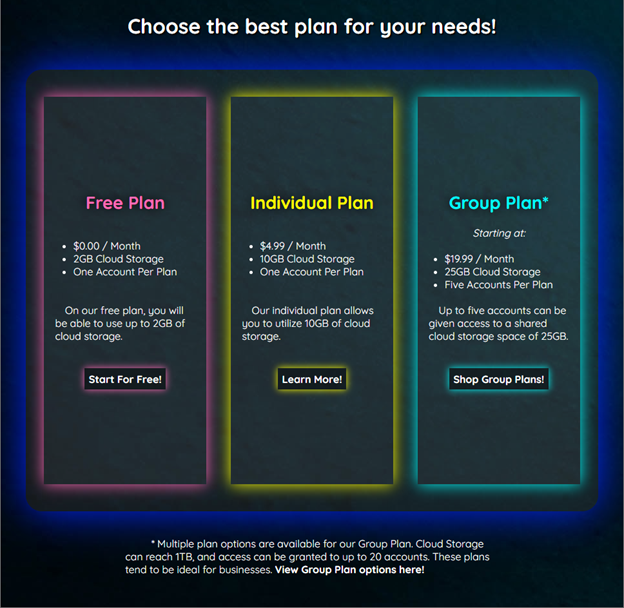 Choose the best plan for your needs!
Free Plan
• $0.00 / Month
• 2GB Cloud Storage
• One Account Per Plan
On our free plan, you will
be able to use up to 2GB of
cloud storage.
Start For Free!
Individual Plan
• $4.99 / Month
• 10GB Cloud Storage
• One Account Per Plan
Our individual plan allows
you to utilize 10GB of cloud
storage.
Learn More!
Group Plan*
Starting at:
• $19.99 / Month
• 25GB Cloud Storage
• Five Accounts Per Plan
Up to five accounts can be
given access to a shared
cloud storage space of 25GB.
Shop Group Plans!
* Multiple plan options are available for our Group Plan. Cloud Storage
can reach 1TB, and access can be granted to up to 20 accounts. These plans
tend to be ideal for businesses. View Group Plan options here!